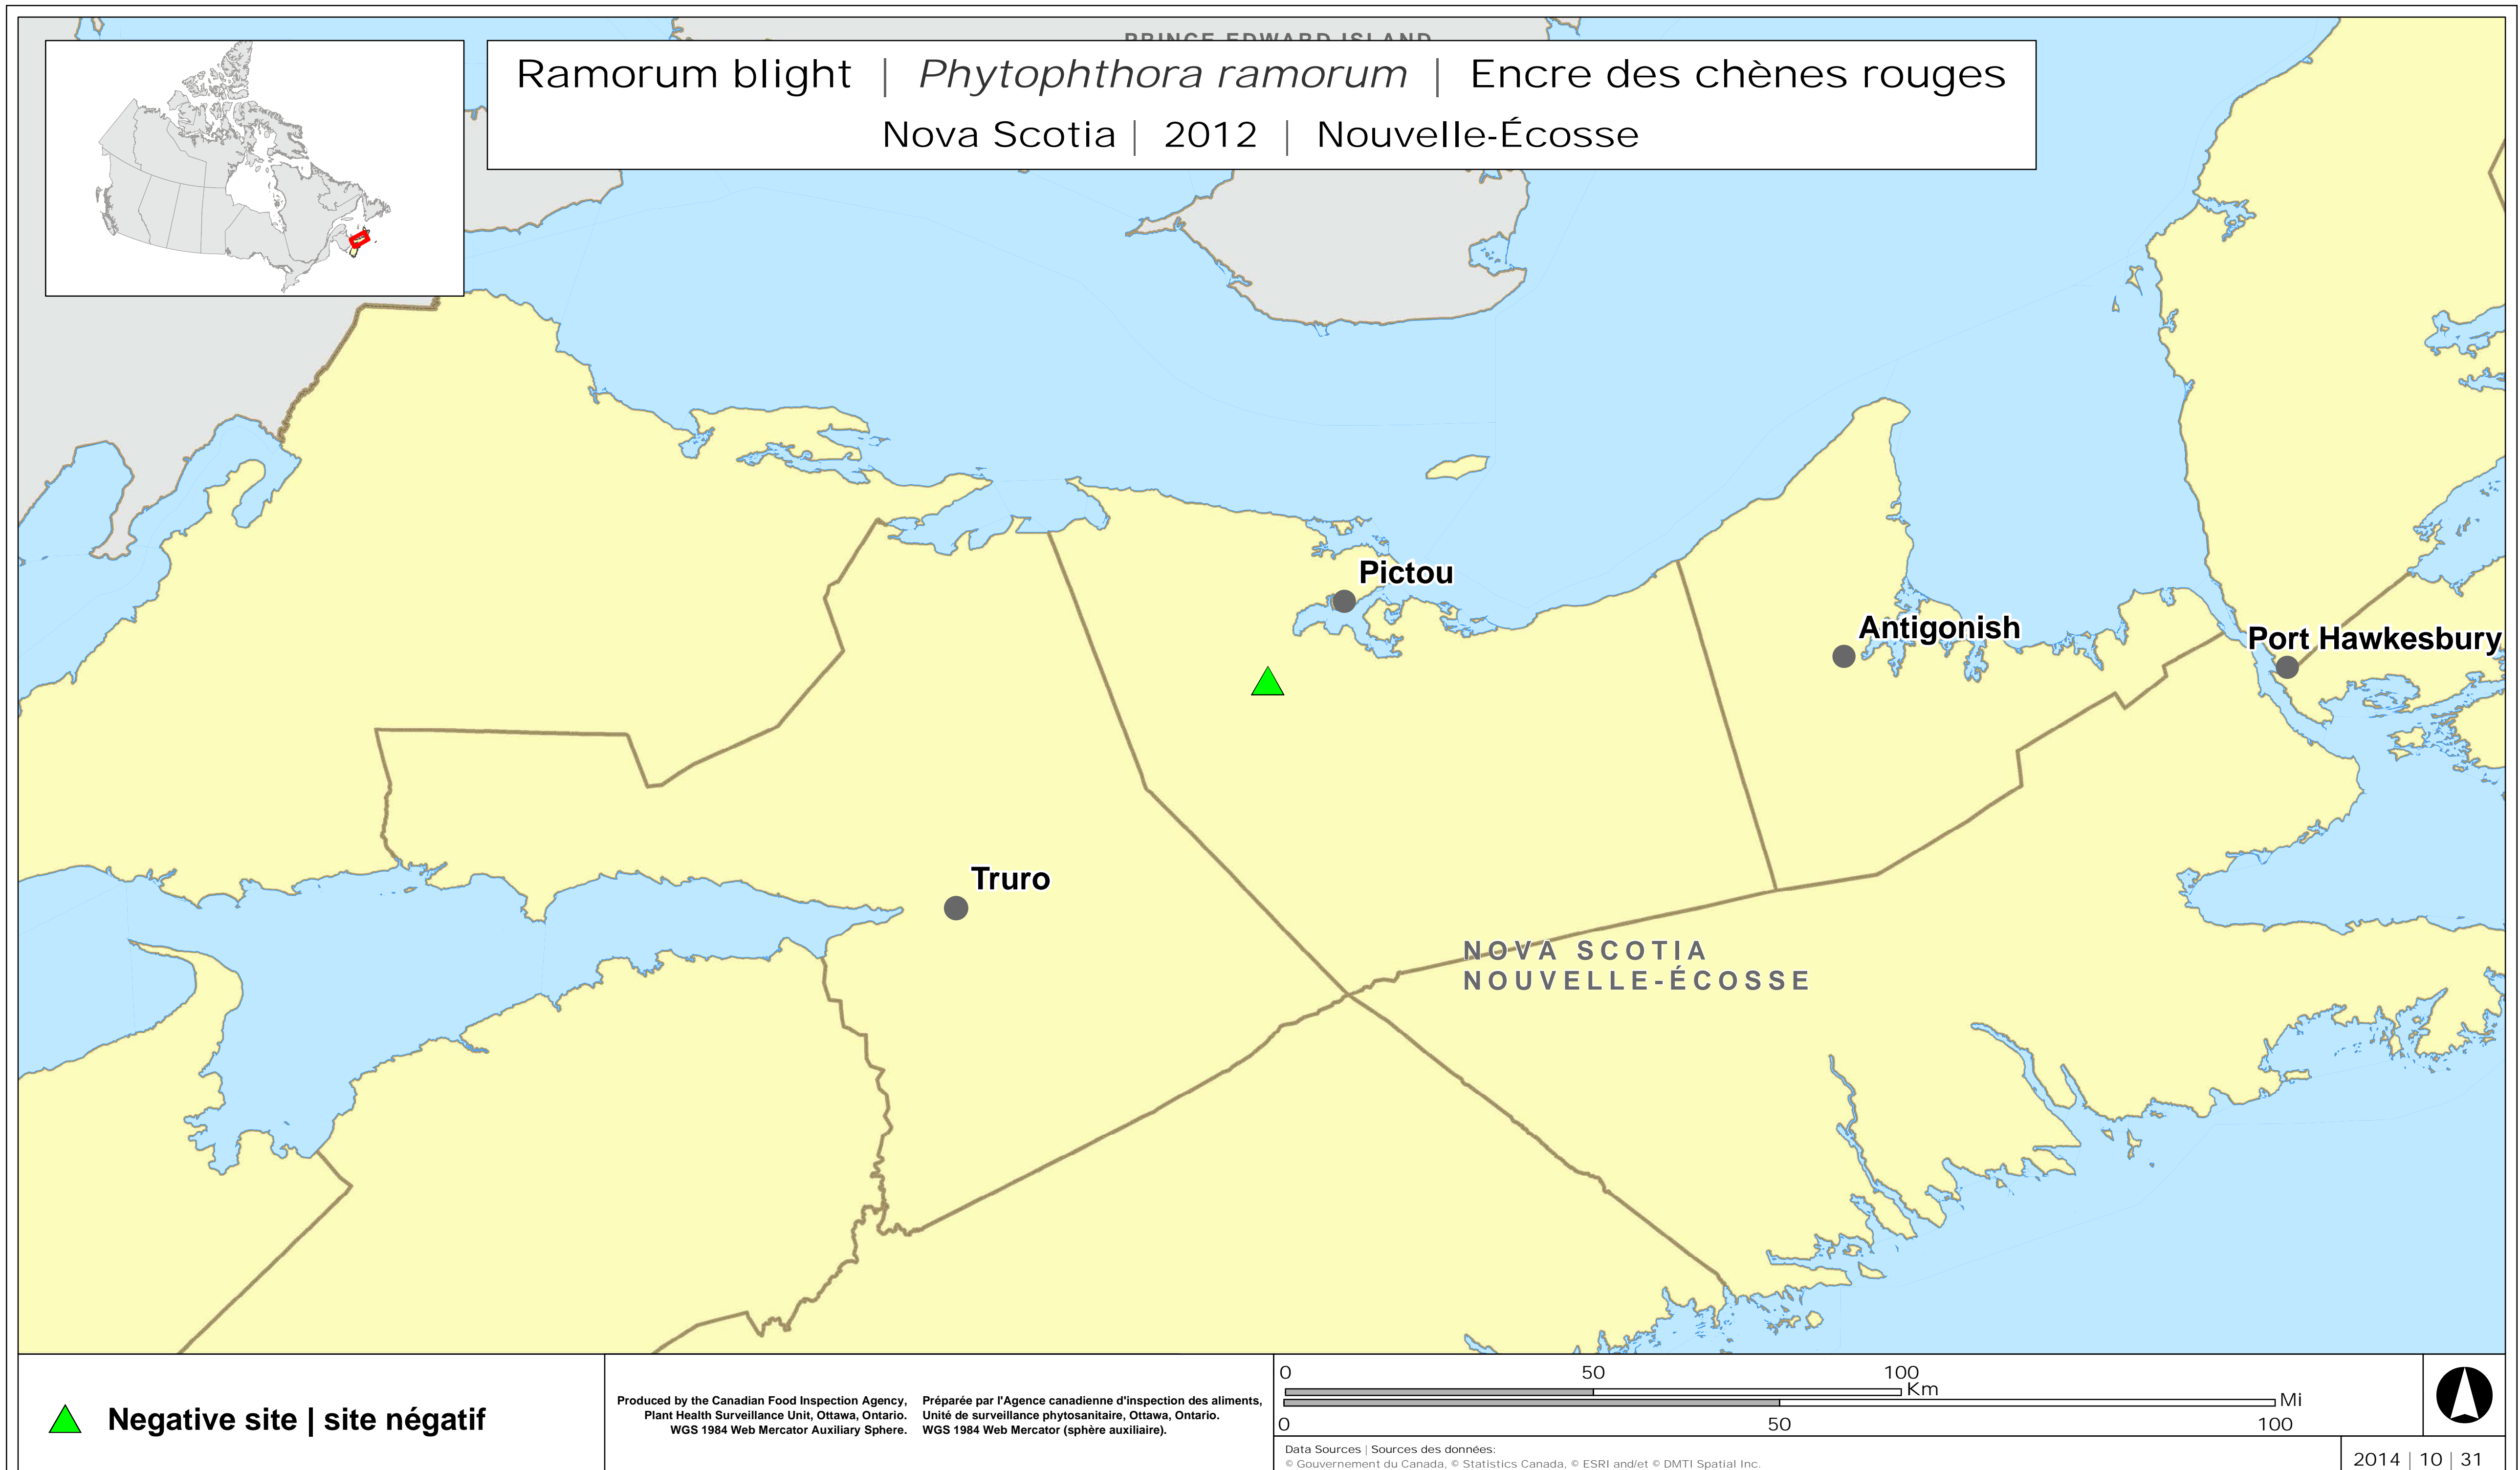 PRINCE EDWARD ISLAND
Ramorum blight | Phytophthora ramorum | Encre des chènes rouges
Nova Scotia | 2012 | Nouvelle-Écosse
Pictou
Antigonish
Port Hawkesbury
Truro
NOVA SCOTIA
NOUVELLE-ÉCOSSE
Negative site | site négatif
Produced by the Canadian Food Inspection Agency,
Plant Health Surveillance Unit, Ottawa, Ontario.
WGS 1984 Web Mercator Auxiliary Sphere.
Préparée par l'Agence canadienne d'inspection des aliments,
Unité de surveillance phytosanitaire, Ottawa, Ontario.
WGS 1984 Web Mercator (sphère auxiliaire).
0 50 100
Km
Mi
0 50 100
Data Sources | Sources des données:
© Gouvernement du Canada, © Statistics Canada, © ESRI and/et © DMTI Spatial Inc.
2014 | 10 | 31